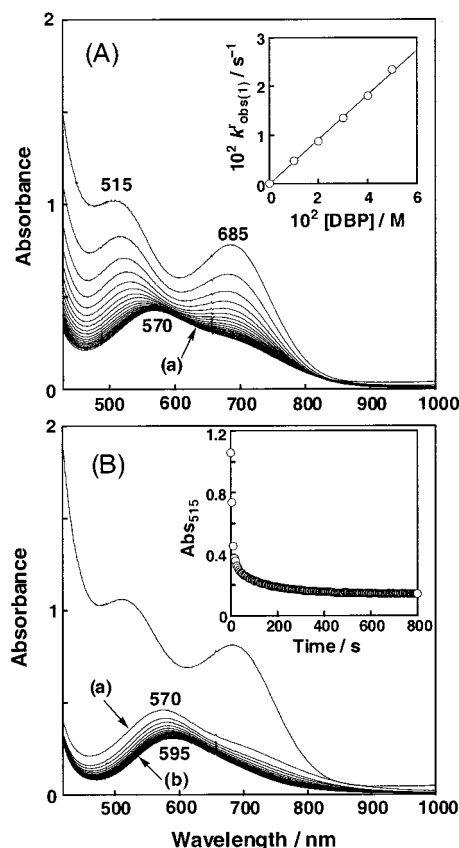 (A)
2
1
0
Absorbance
515
685
570
(a)
500 600 700 800 900 1000
3
2
1
0
10² kʳobs(1) / s⁻¹
0 2 4 6
10² [DBP] / M
(B)
2
1
0
Absorbance
(a)
570
595
(b)
500 600 700 800 900 1000
Wavelength / nm
1.2
0.8
0.4
0
Abs₅₁₅
0 200 400 600 800
Time / s